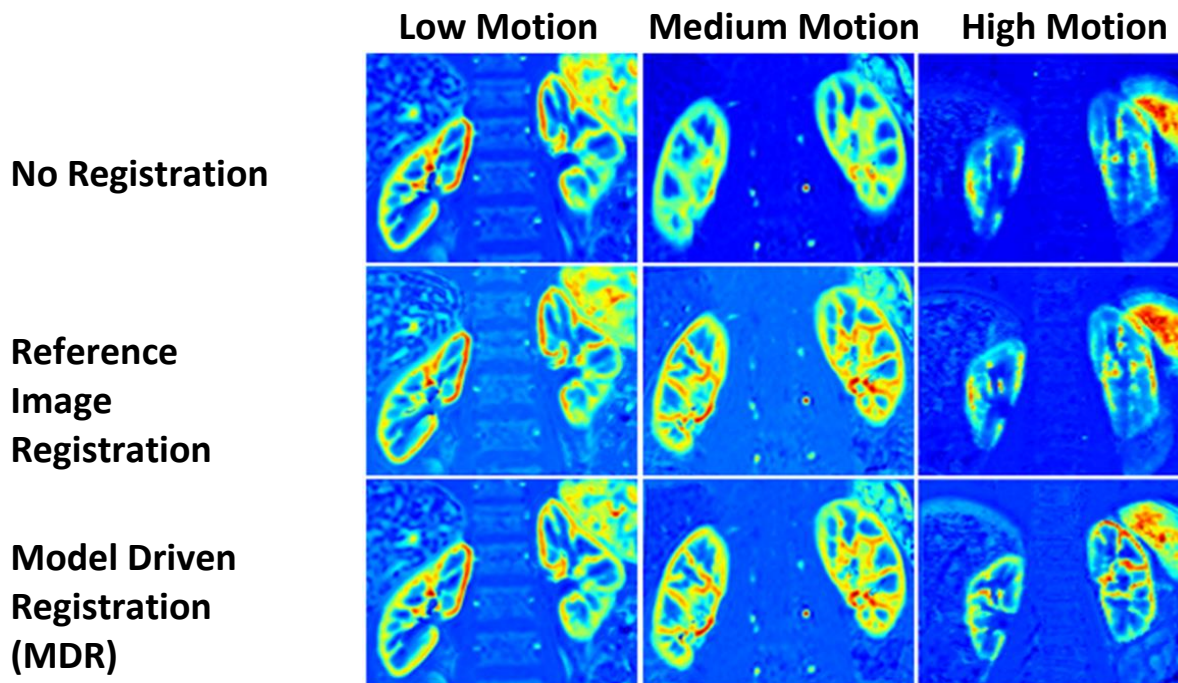 Low Motion Medium Motion High Motion
No Registration
Reference
Image
Registration
Model Driven
Registration
(MDR)